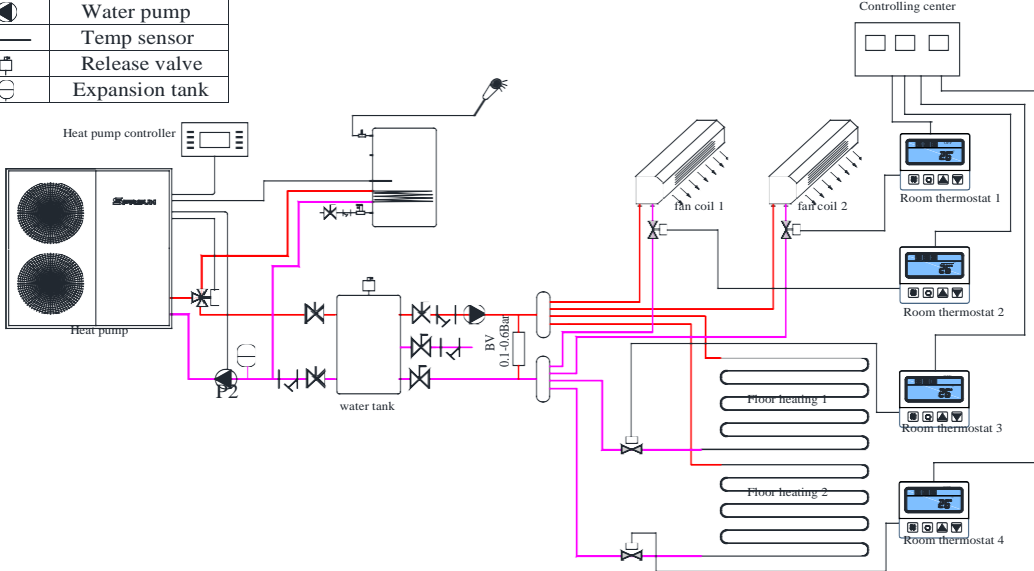 Water pump
Temp sensor
Release valve
Expansion tank
Controlling center
Heat pump controller
SPRSUN
Heat pump
P2
water tank
BV
0.1-0.6Bar
fan coil 1
fan coil 2
Floor heating 1
Floor heating 2
Room thermostat 1
Room thermostat 2
Room thermostat 3
Room thermostat 4